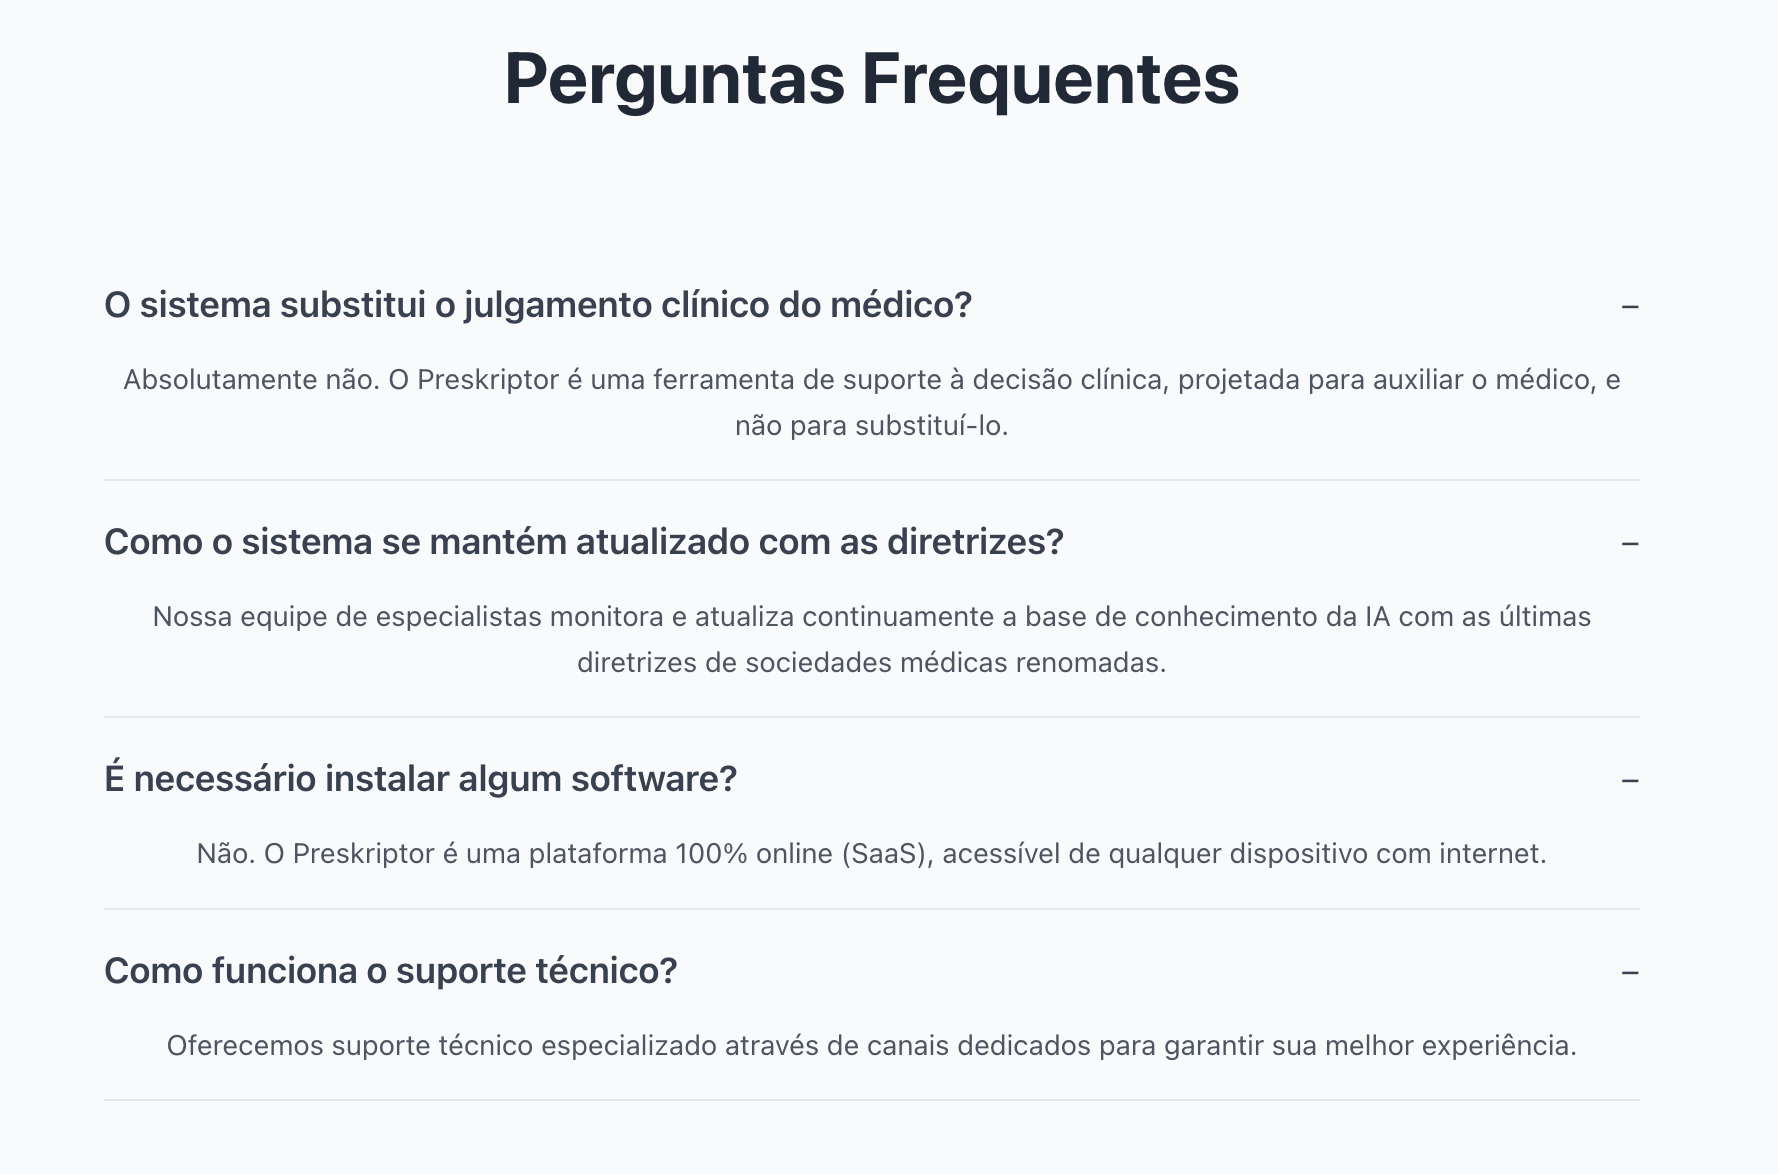 Perguntas Frequentes
O sistema substitui o julgamento clínico do médico?
–
Absolutamente não. O Preskriptor é uma ferramenta de suporte à decisão clínica, projetada para auxiliar o médico, e
não para substituí-lo.
Como o sistema se mantém atualizado com as diretrizes?
–
Nossa equipe de especialistas monitora e atualiza continuamente a base de conhecimento da IA com as últimas
diretrizes de sociedades médicas renomadas.
É necessário instalar algum software?
–
Não. O Preskriptor é uma plataforma 100% online (SaaS), acessível de qualquer dispositivo com internet.
Como funciona o suporte técnico?
–
Oferecemos suporte técnico especializado através de canais dedicados para garantir sua melhor experiência.